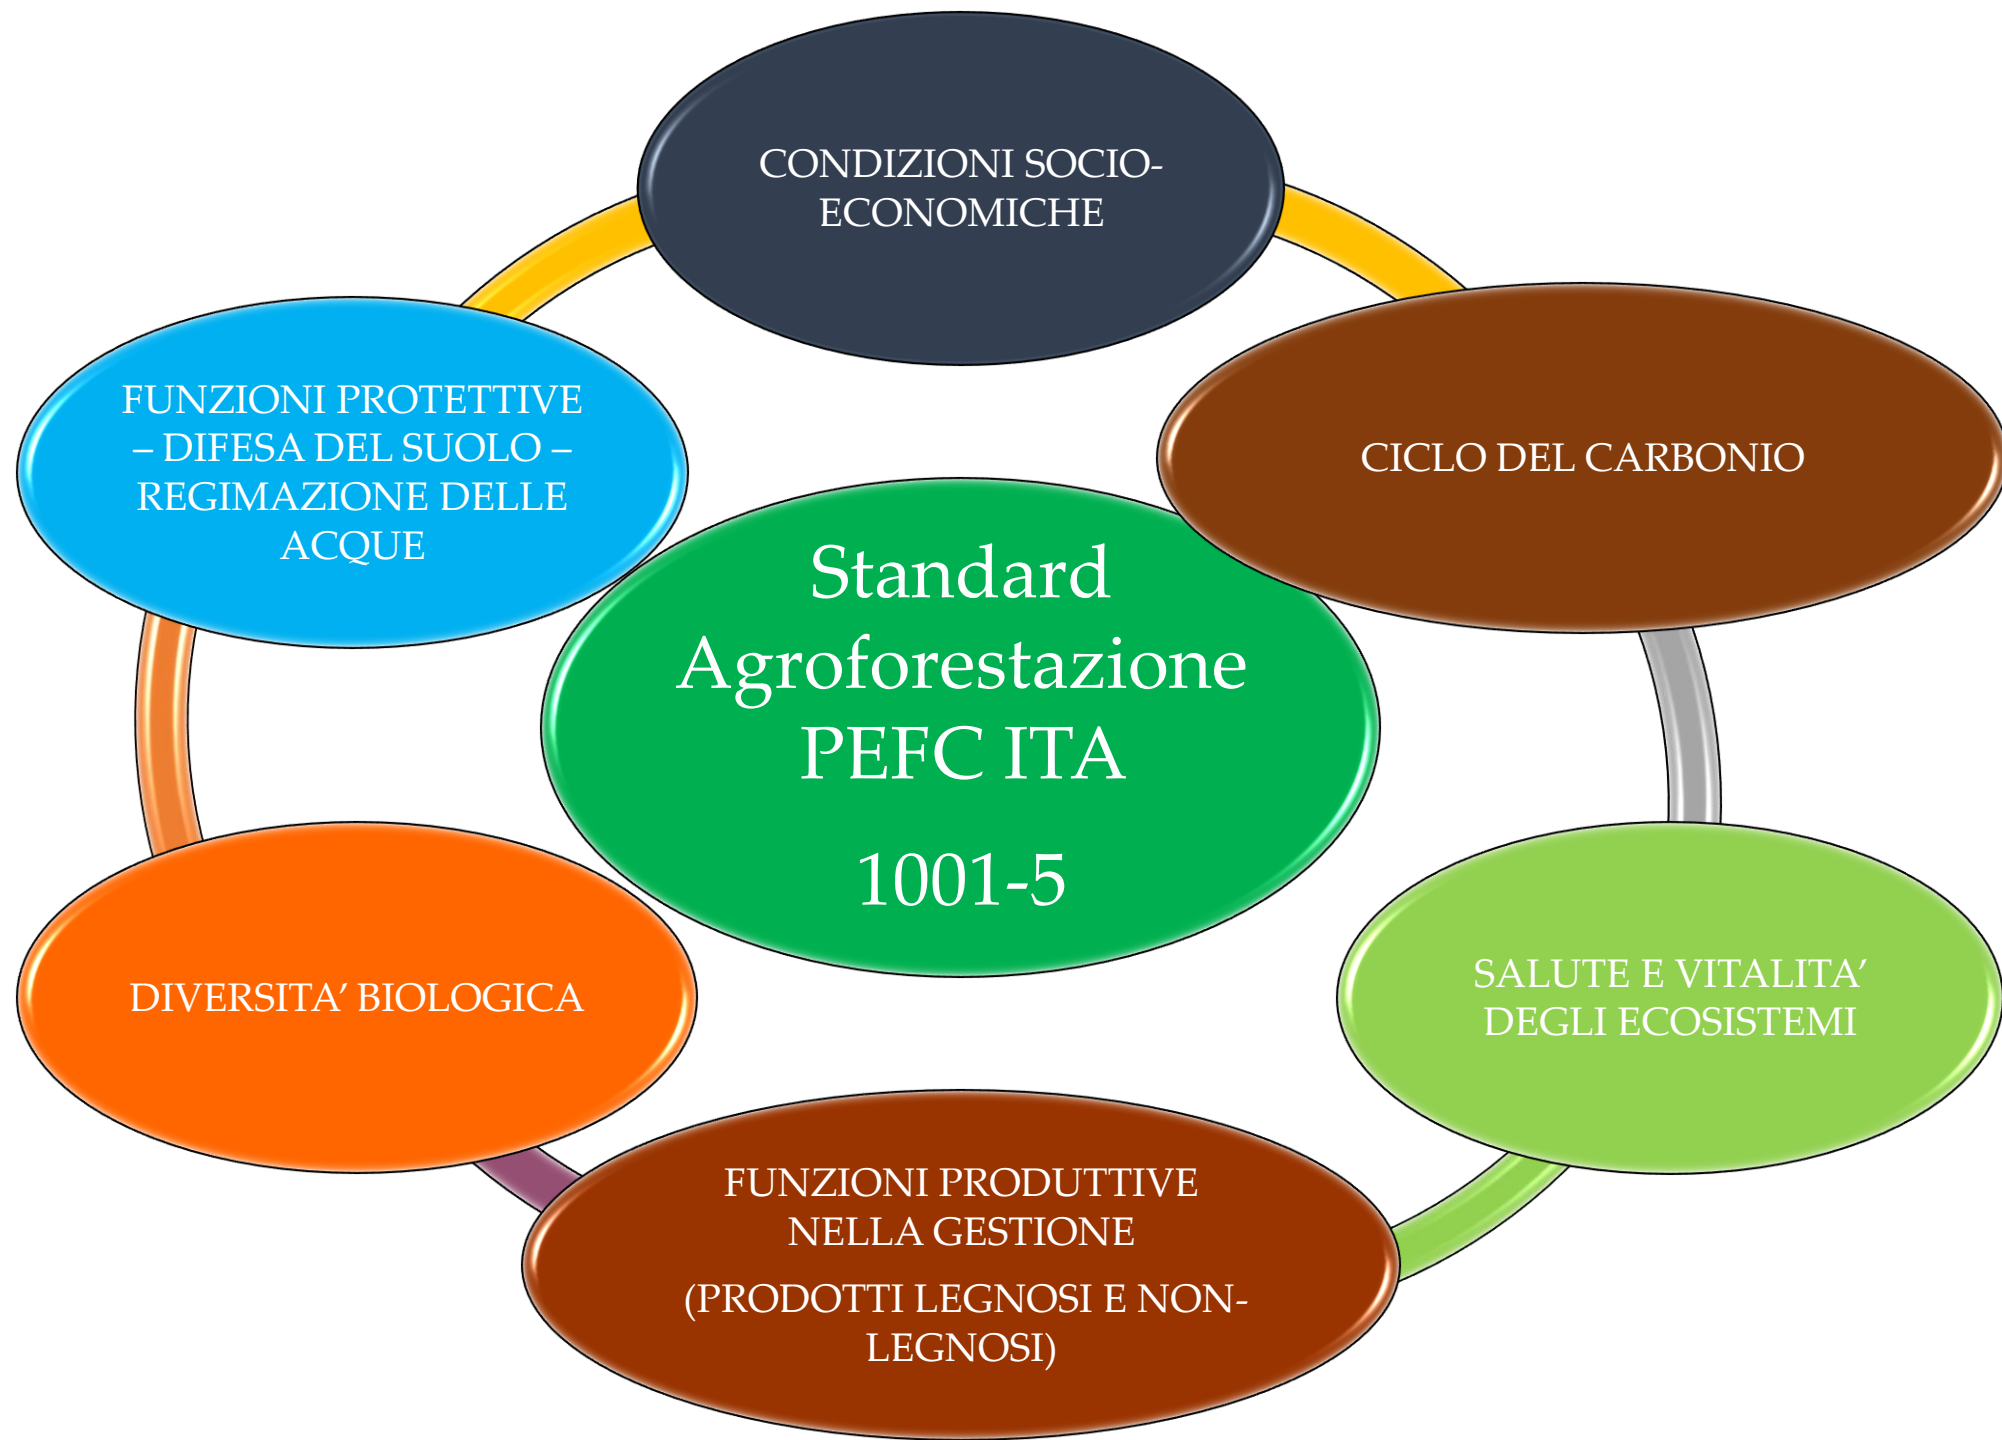 CONDIZIONI SOCIO-
ECONOMICHE
FUNZIONI PROTETTIVE
– DIFESA DEL SUOLO –
REGIMAZIONE DELLE
ACQUE
CICLO DEL CARBONIO
Standard
Agroforestazione
PEFC ITA
1001-5
DIVERSITA’ BIOLOGICA
SALUTE E VITALITA’
DEGLI ECOSISTEMI
FUNZIONI PRODUTTIVE
NELLA GESTIONE
(PRODOTTI LEGNOSI E NON-
LEGNOSI)